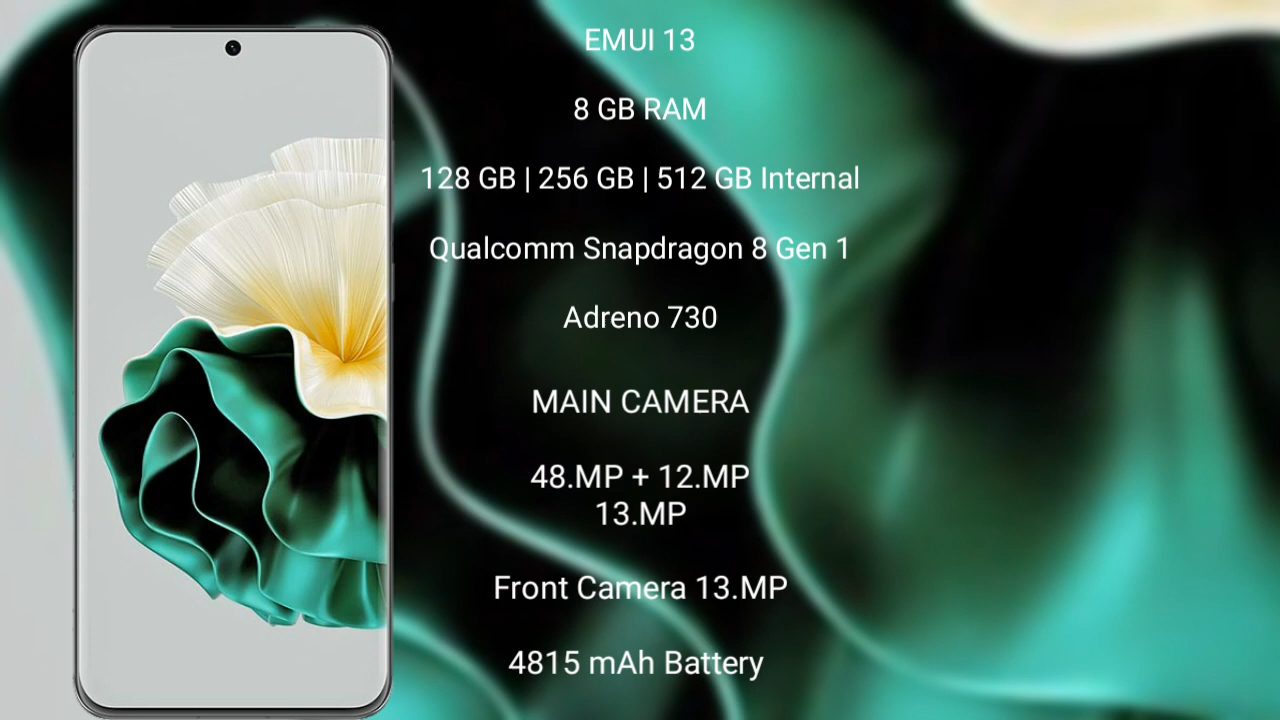 EMUI 13
8 GB RAM
128 GB | 256 GB | 512 GB Internal
Qualcomm Snapdragon 8 Gen 1
Adreno 730
MAIN CAMERA
48.MP + 12.MP
13.MP
Front Camera 13.MP
4815 mAh Battery